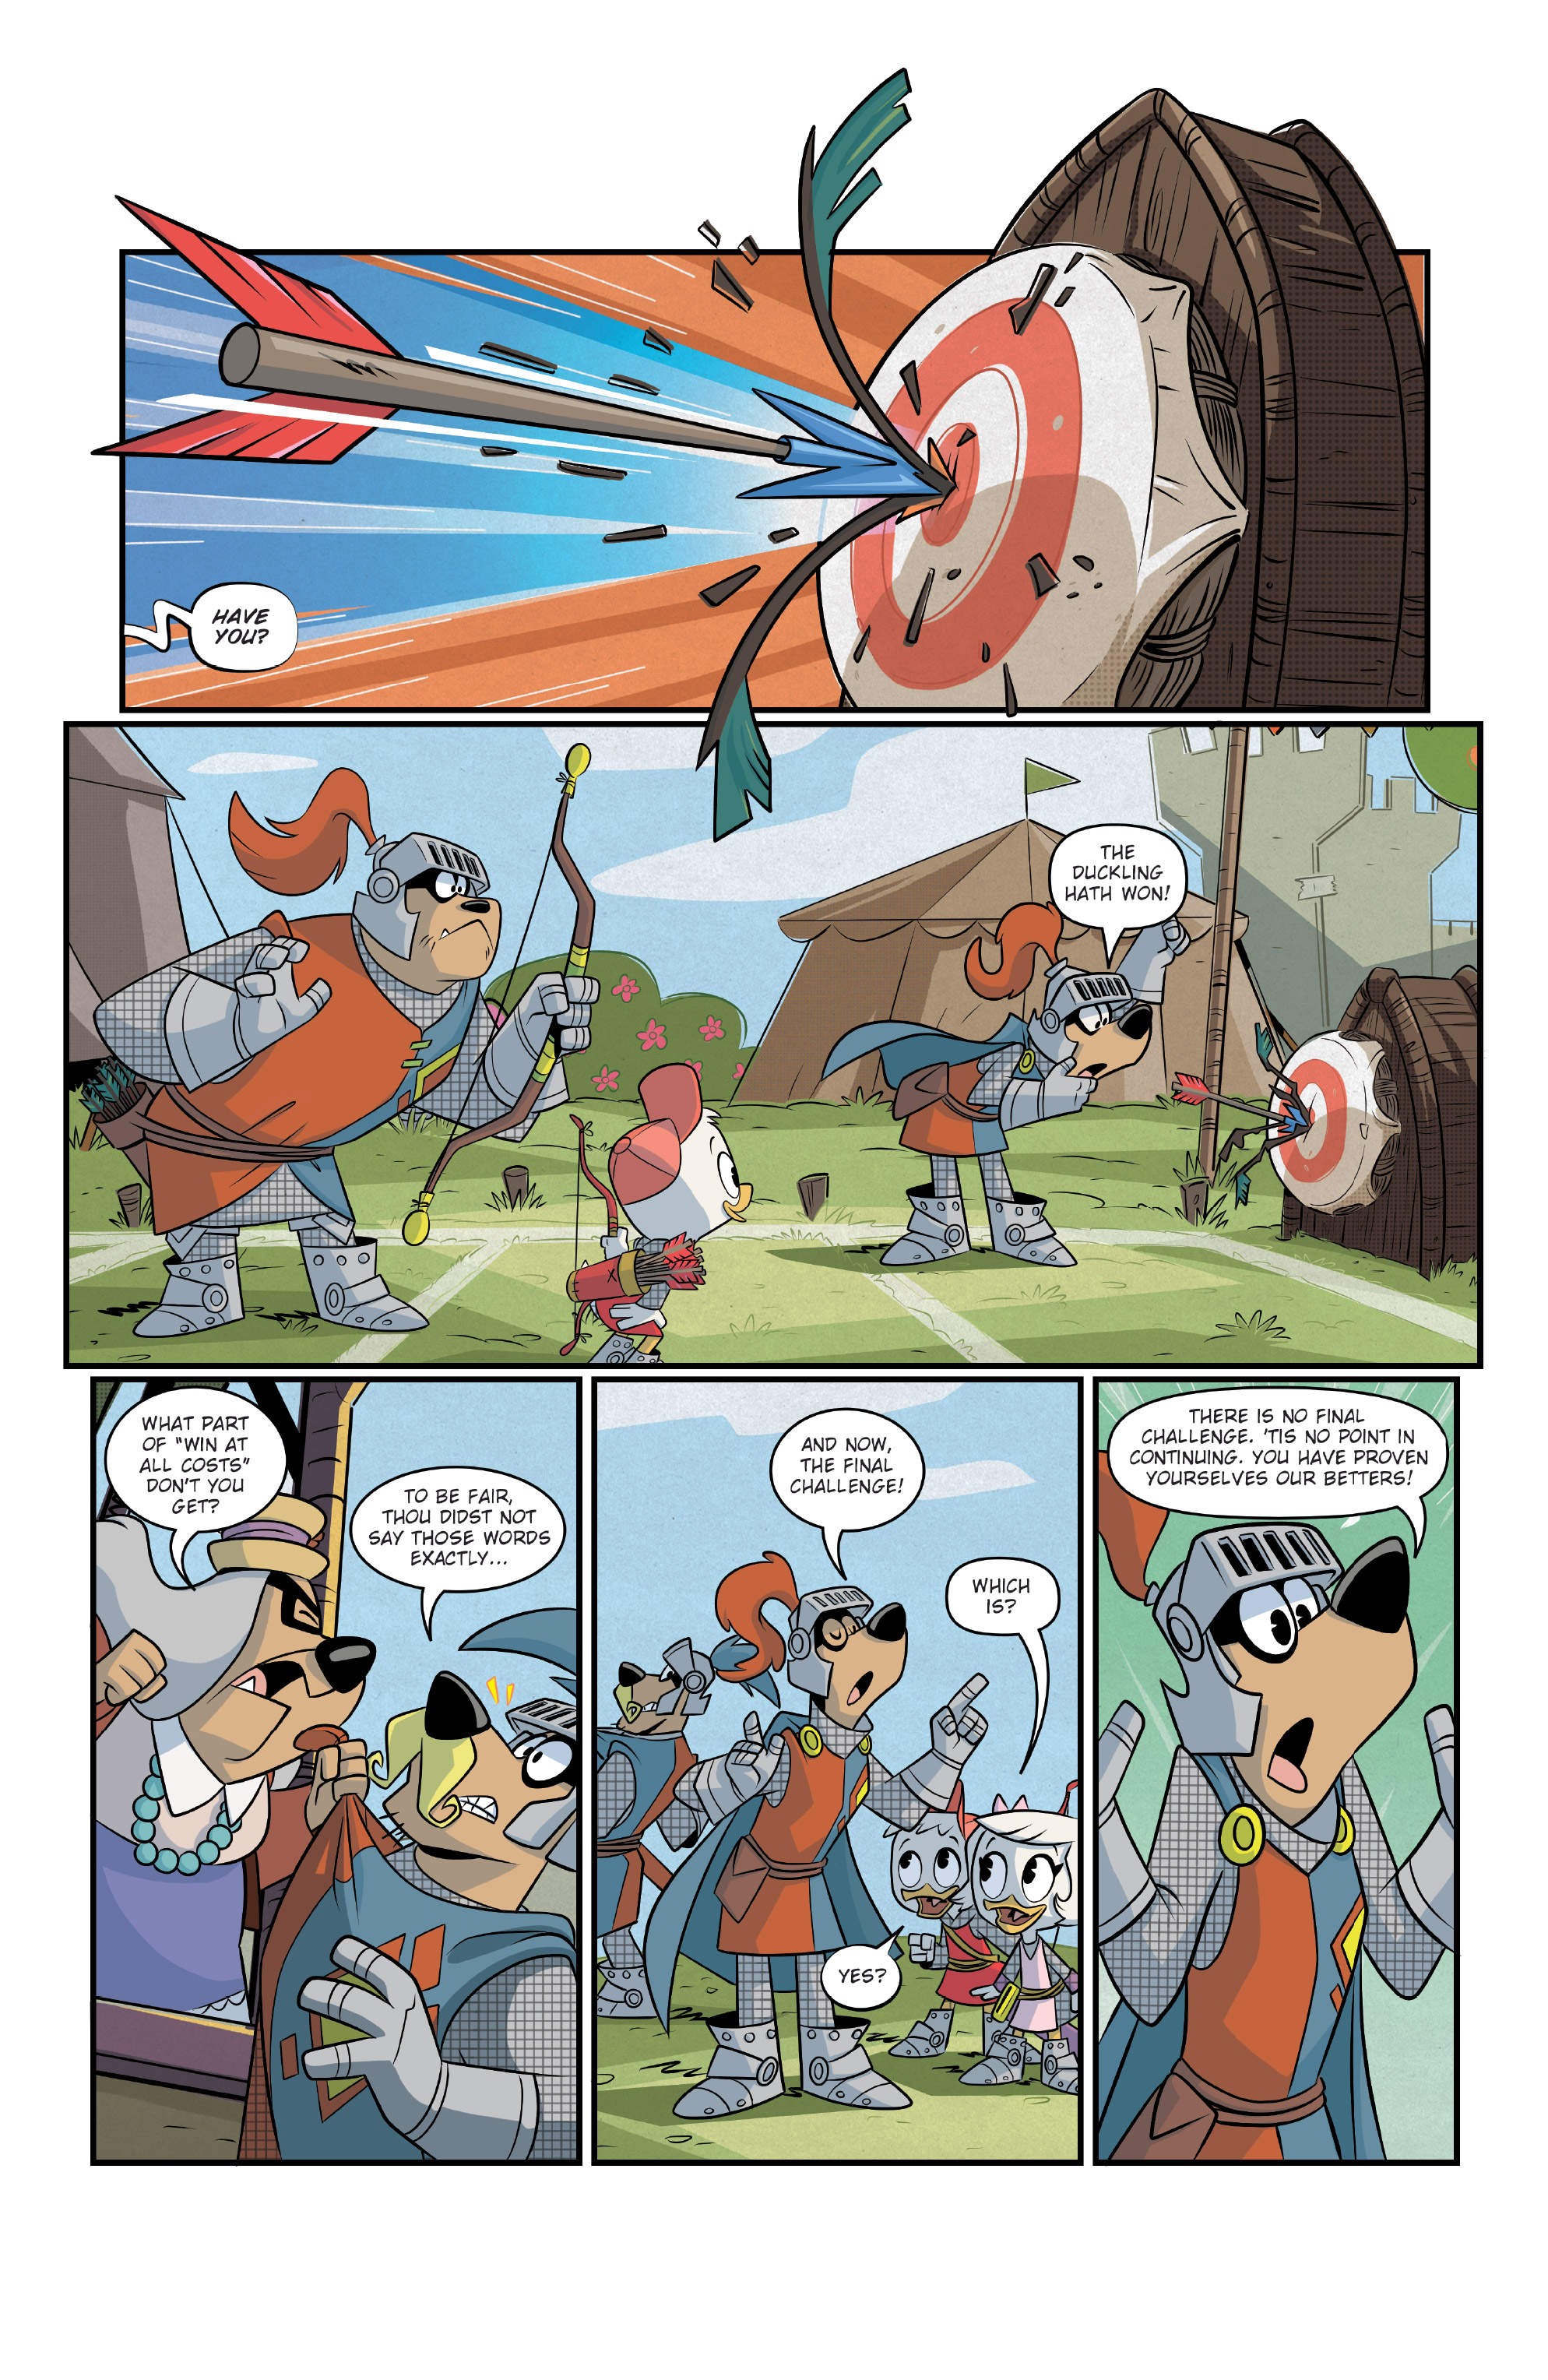 HAVE
YOU?
THE
DUCKLING
HATH WON!
WHAT PART
OF "WIN AT
ALL COSTS"
DON'T YOU
GET?
TO BE FAIR,
THOU DIDST NOT
SAY THOSE WORDS
EXACTLY...
AND NOW,
THE FINAL
CHALLENGE!
WHICH
IS?
YES?
THERE IS NO FINAL
CHALLENGE. 'TIS NO POINT IN
CONTINUING. YOU HAVE PROVEN
YOURSELVES OUR BETTERS!